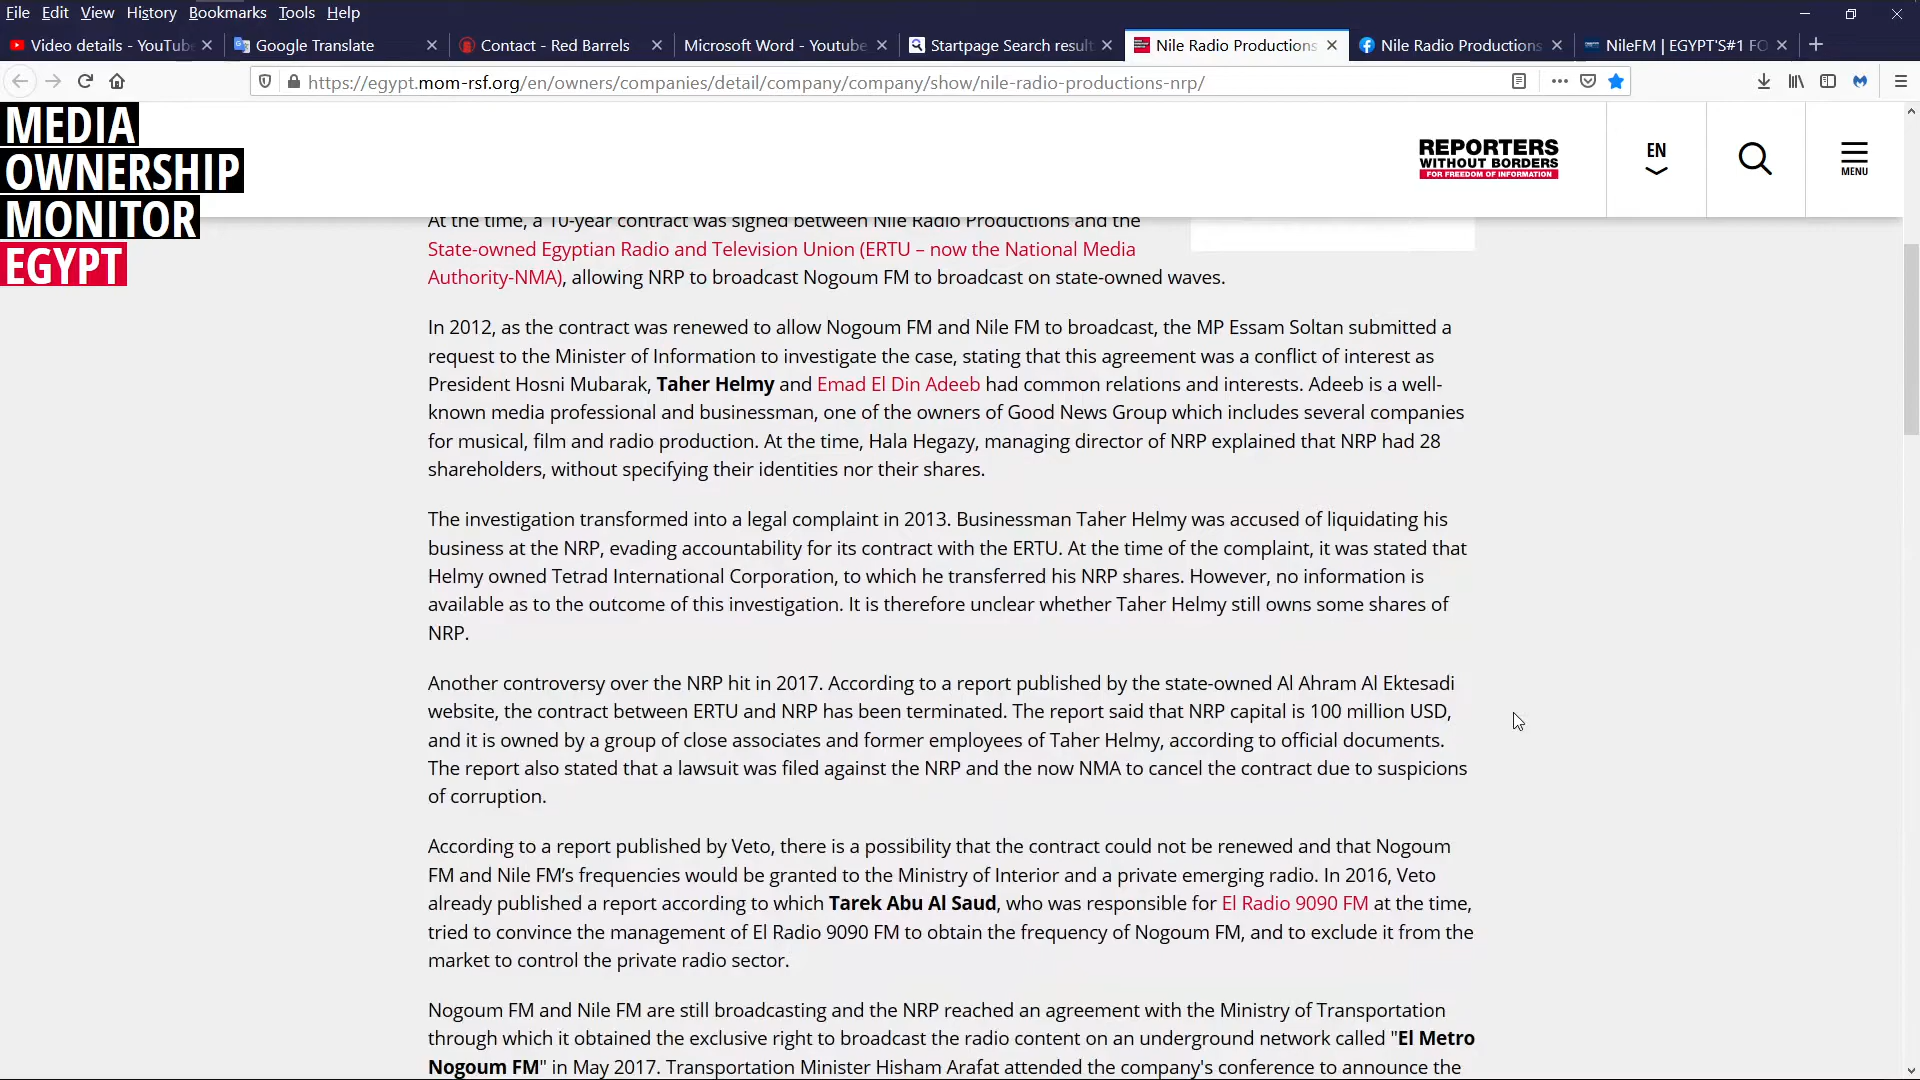 File Edit View History Bookmarks Tools Help
Video details - YouTub
Google Translate
Contact - Red Barrels
Microsoft Word - Youtube
Startpage Search result
Nile Radio Productions
Nile Radio Productions
NileFM | EGYPT'S#1 FO
https://egypt.mom-rsf.org/en/owners/companies/detail/company/company/show/nile-radio-productions-nrp/
MEDIA
OWNERSHIP
MONITOR
EGYPT
REPORTERS
WITHOUT BORDERS
FOR FREEDOM OF INFORMATION
EN
MENU
At the time, a 10-year contract was signed between Nile Radio Productions and the
State-owned Egyptian Radio and Television Union (ERTU – now the National Media
Authority-NMA), allowing NRP to broadcast Nogoum FM to broadcast on state-owned waves.
In 2012, as the contract was renewed to allow Nogoum FM and Nile FM to broadcast, the MP Essam Soltan submitted a
request to the Minister of Information to investigate the case, stating that this agreement was a conflict of interest as
President Hosni Mubarak, Taher Helmy and Emad El Din Adeeb had common relations and interests. Adeeb is a well-
known media professional and businessman, one of the owners of Good News Group which includes several companies
for musical, film and radio production. At the time, Hala Hegazy, managing director of NRP explained that NRP had 28
shareholders, without specifying their identities nor their shares.
The investigation transformed into a legal complaint in 2013. Businessman Taher Helmy was accused of liquidating his
business at the NRP, evading accountability for its contract with the ERTU. At the time of the complaint, it was stated that
Helmy owned Tetrad International Corporation, to which he transferred his NRP shares. However, no information is
available as to the outcome of this investigation. It is therefore unclear whether Taher Helmy still owns some shares of
NRP.
Another controversy over the NRP hit in 2017. According to a report published by the state-owned Al Ahram Al Ektesadi
website, the contract between ERTU and NRP has been terminated. The report said that NRP capital is 100 million USD,
and it is owned by a group of close associates and former employees of Taher Helmy, according to official documents.
The report also stated that a lawsuit was filed against the NRP and the now NMA to cancel the contract due to suspicions
of corruption.
According to a report published by Veto, there is a possibility that the contract could not be renewed and that Nogoum
FM and Nile FM's frequencies would be granted to the Ministry of Interior and a private emerging radio. In 2016, Veto
already published a report according to which Tarek Abu Al Saud, who was responsible for El Radio 9090 FM at the time,
tried to convince the management of El Radio 9090 FM to obtain the frequency of Nogoum FM, and to exclude it from the
market to control the private radio sector.
Nogoum FM and Nile FM are still broadcasting and the NRP reached an agreement with the Ministry of Transportation
through which it obtained the exclusive right to broadcast the radio content on an underground network called "El Metro
Nogoum FM" in May 2017. Transportation Minister Hisham Arafat attended the company's conference to announce the